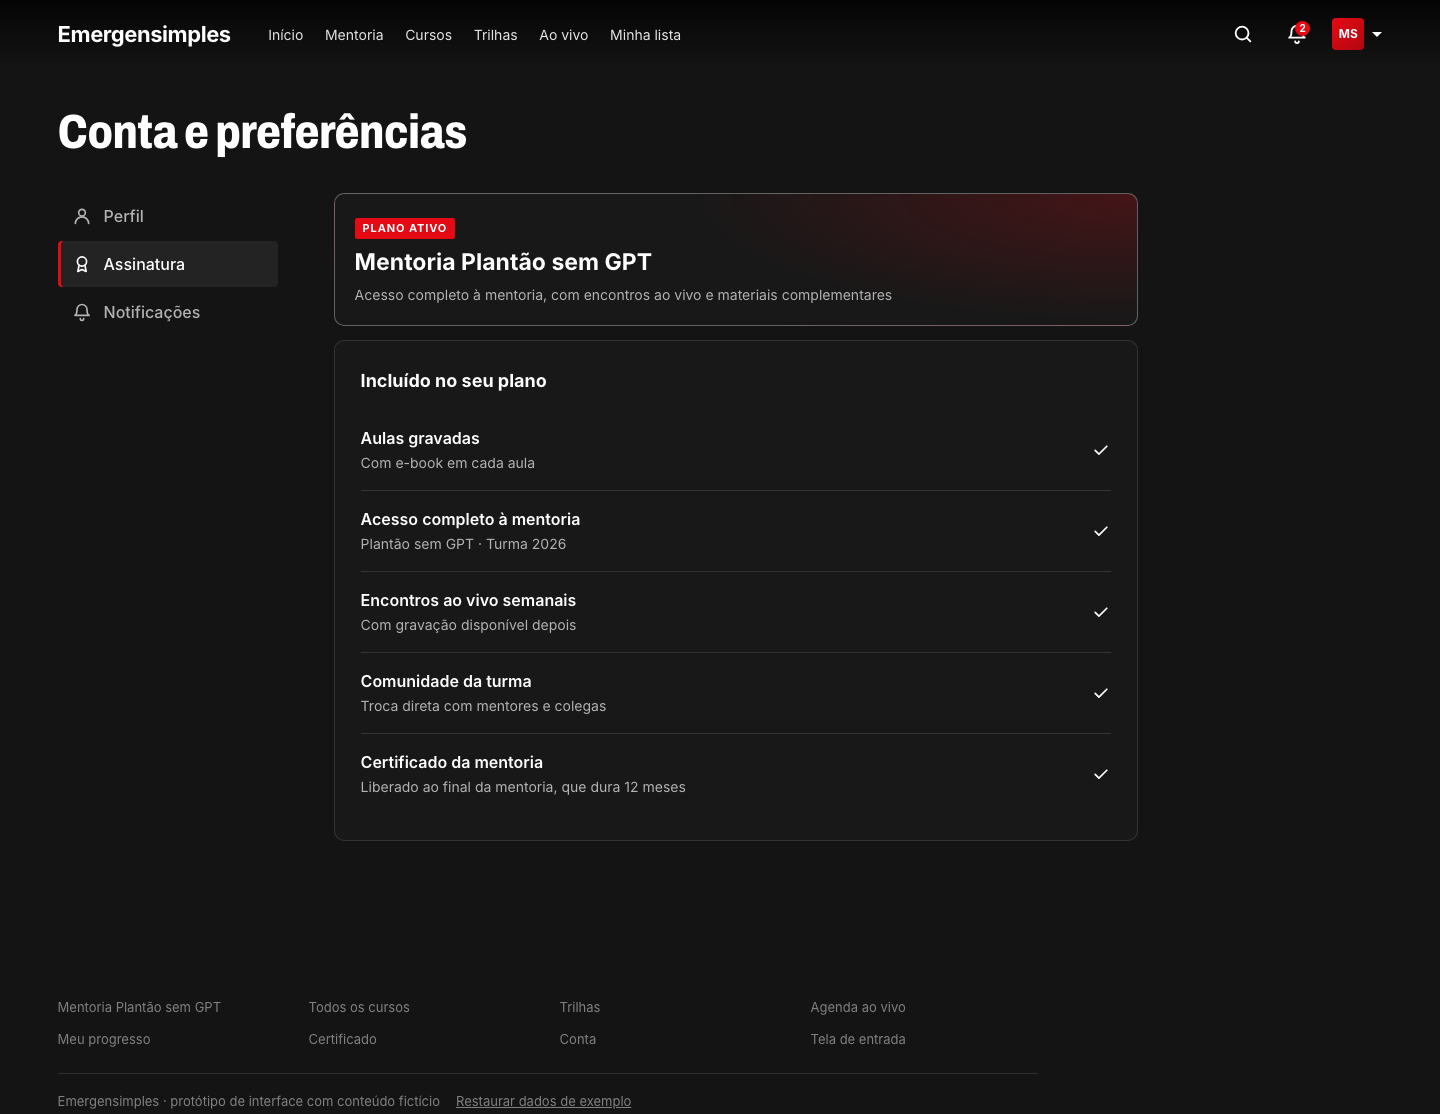 Emergensimples
Início
Mentoria
Cursos
Trilhas
Ao vivo
Minha lista
2
MS
Conta e preferências
Perfil
Assinatura
Notificações
PLANO ATIVO
Mentoria Plantão sem GPT
Acesso completo à mentoria, com encontros ao vivo e materiais complementares
Incluído no seu plano
Aulas gravadas
Com e-book em cada aula
Acesso completo à mentoria
Plantão sem GPT · Turma 2026
Encontros ao vivo semanais
Com gravação disponível depois
Comunidade da turma
Troca direta com mentores e colegas
Certificado da mentoria
Liberado ao final da mentoria, que dura 12 meses
Mentoria Plantão sem GPT
Todos os cursos
Trilhas
Agenda ao vivo
Meu progresso
Certificado
Conta
Tela de entrada
Emergensimples · protótipo de interface com conteúdo fictício
Restaurar dados de exemplo